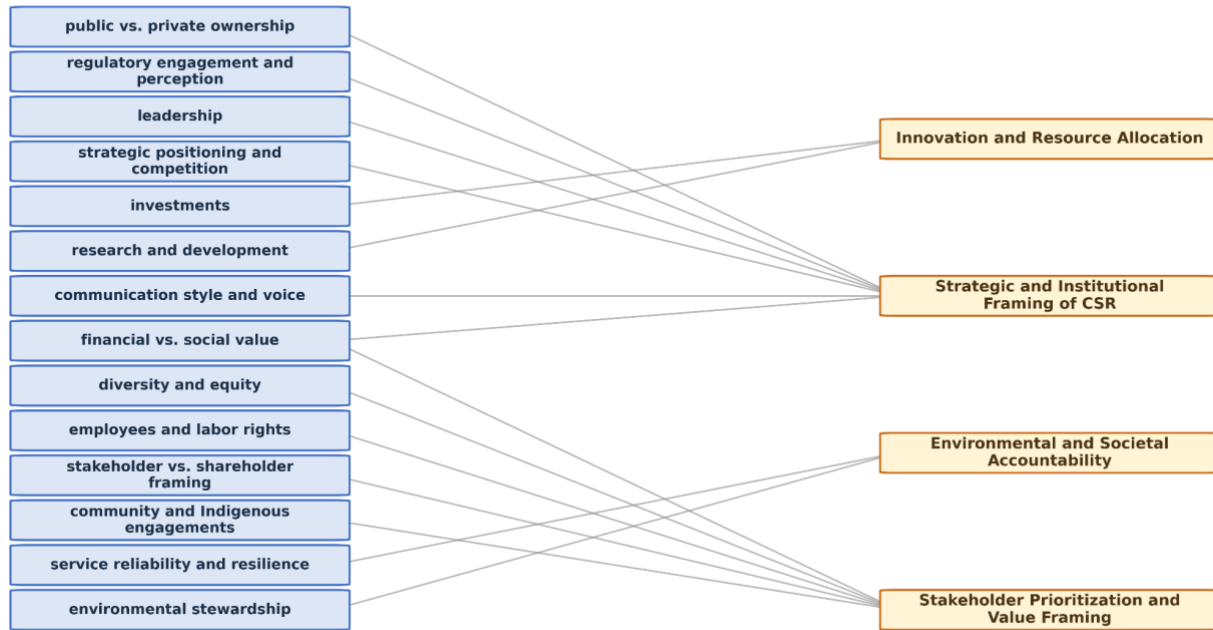 public vs. private ownership
regulatory engagement and
perception
leadership
strategic positioning and
competition
investments
research and development
communication style and voice
financial vs. social value
diversity and equity
employees and labor rights
stakeholder vs. shareholder
framing
community and Indigenous
engagements
service reliability and resilience
environmental stewardship
Innovation and Resource Allocation
Strategic and Institutional
Framing of CSR
Environmental and Societal
Accountability
Stakeholder Prioritization and
Value Framing